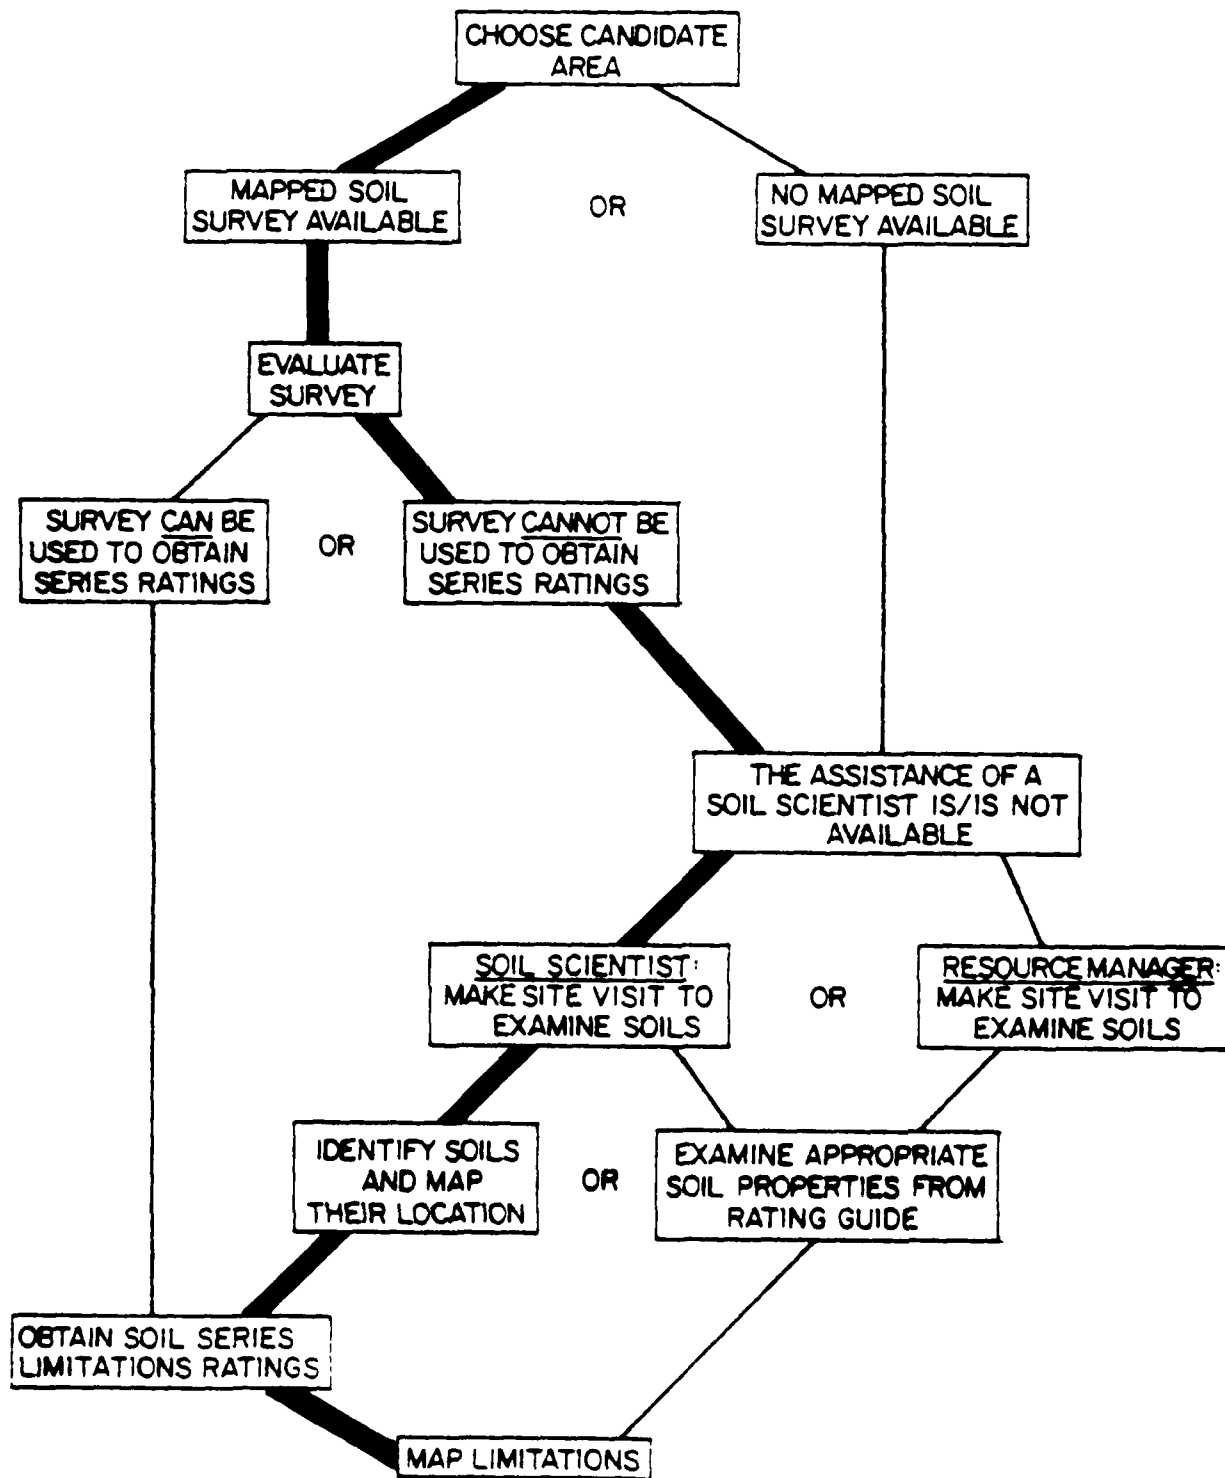 CHOOSE CANDIDATE
AREA
MAPPED SOIL
SURVEY AVAILABLE
OR
NO MAPPED SOIL
SURVEY AVAILABLE
EVALUATE
SURVEY
SURVEY CAN BE
USED TO OBTAIN
SERIES RATINGS
OR
SURVEY CANNOT BE
USED TO OBTAIN
SERIES RATINGS
THE ASSISTANCE OF A
SOIL SCIENTIST IS/IS NOT
AVAILABLE
SOIL SCIENTIST:
MAKE SITE VISIT TO
EXAMINE SOILS
OR
RESOURCE MANAGER:
MAKE SITE VISIT TO
EXAMINE SOILS
IDENTIFY SOILS
AND MAP
THEIR LOCATION
OR
EXAMINE APPROPRIATE
SOIL PROPERTIES FROM
RATING GUIDE
OBTAIN SOIL SERIES
LIMITATIONS RATINGS
MAP LIMITATIONS